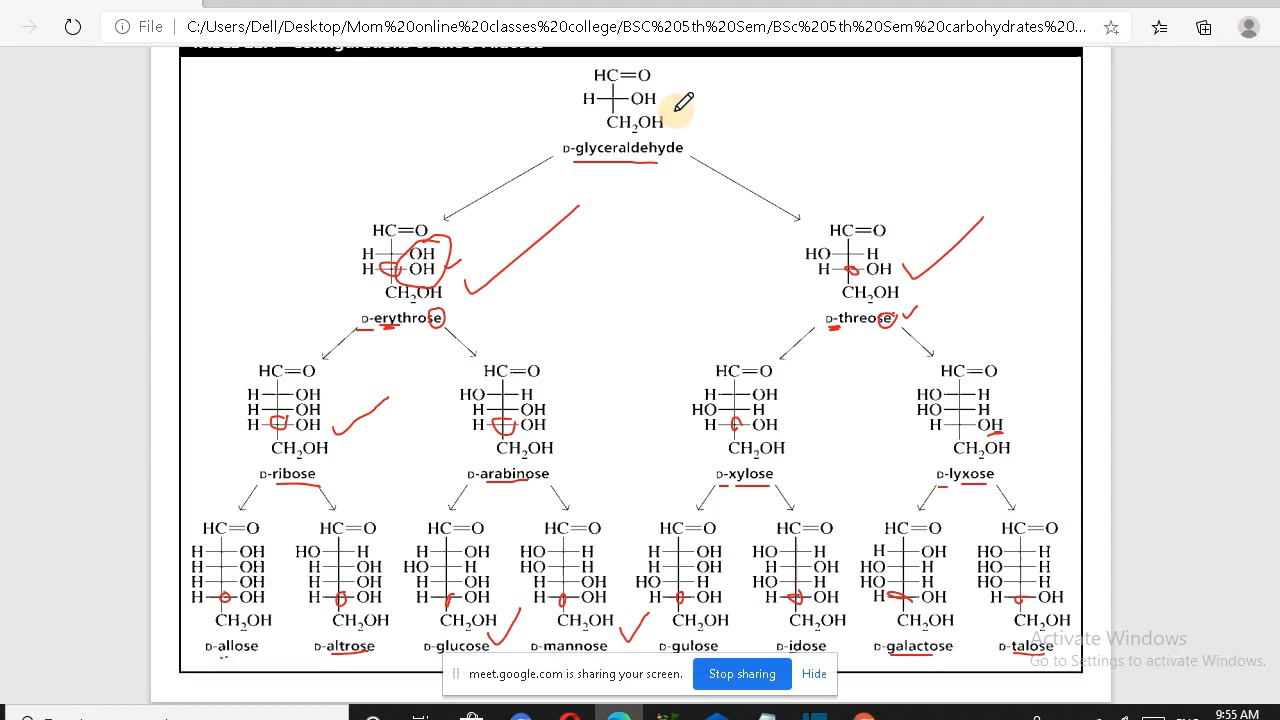 File C:/Users/Dell/Desktop/Mom%20online%20classes%20college/BSC%205th%20Sem/BSc%205th%20Sem%20carbohydrates%20...
HC=O
H OH
CH2OH
D-glyceraldehyde
HC=O HC=O
H OH HO H
H OH H OH
CH2OH CH2OH
D-erythrose D-threose
HC=O HC=O HC=O HC=O
H OH HO H H OH HO H
H OH H OH HO H HO H
H OH H OH H OH H OH
CH2OH CH2OH CH2OH CH2OH
D-ribose D-arabinose D-xylose D-lyxose
HC=O HC=O HC=O HC=O HC=O HC=O HC=O HC=O
H OH HO H H OH HO H H OH HO H H OH HO H
H OH H OH HO H HO H H OH H OH HO H HO H
H OH H OH H OH H OH HO H HO H HO H HO H
H OH H OH H OH H OH H OH H OH H OH H OH
CH2OH CH2OH CH2OH CH2OH CH2OH CH2OH CH2OH CH2OH
D-allose D-altrose D-glucose D-mannose D-gulose D-idose D-galactose D-talose
Activate Windows
Go to Settings to activate Windows.
meet.google.com is sharing your screen. Stop sharing Hide
9:55 AM